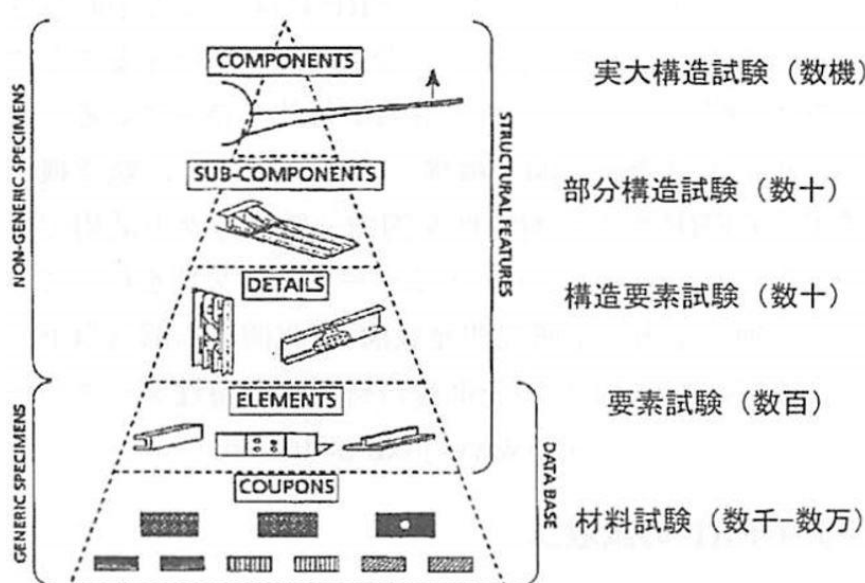 COMPONENTS
実大構造試験（数機）
SUB-COMPONENTS
部分構造試験（数十）
DETAILS
構造要素試験（数十）
ELEMENTS
要素試験（数百）
COUPONS
材料試験（数千−数万）
NON-GENERIC SPECIMENS
GENERIC SPECIMENS
STRUCTURAL FEATURES
DATA BASE